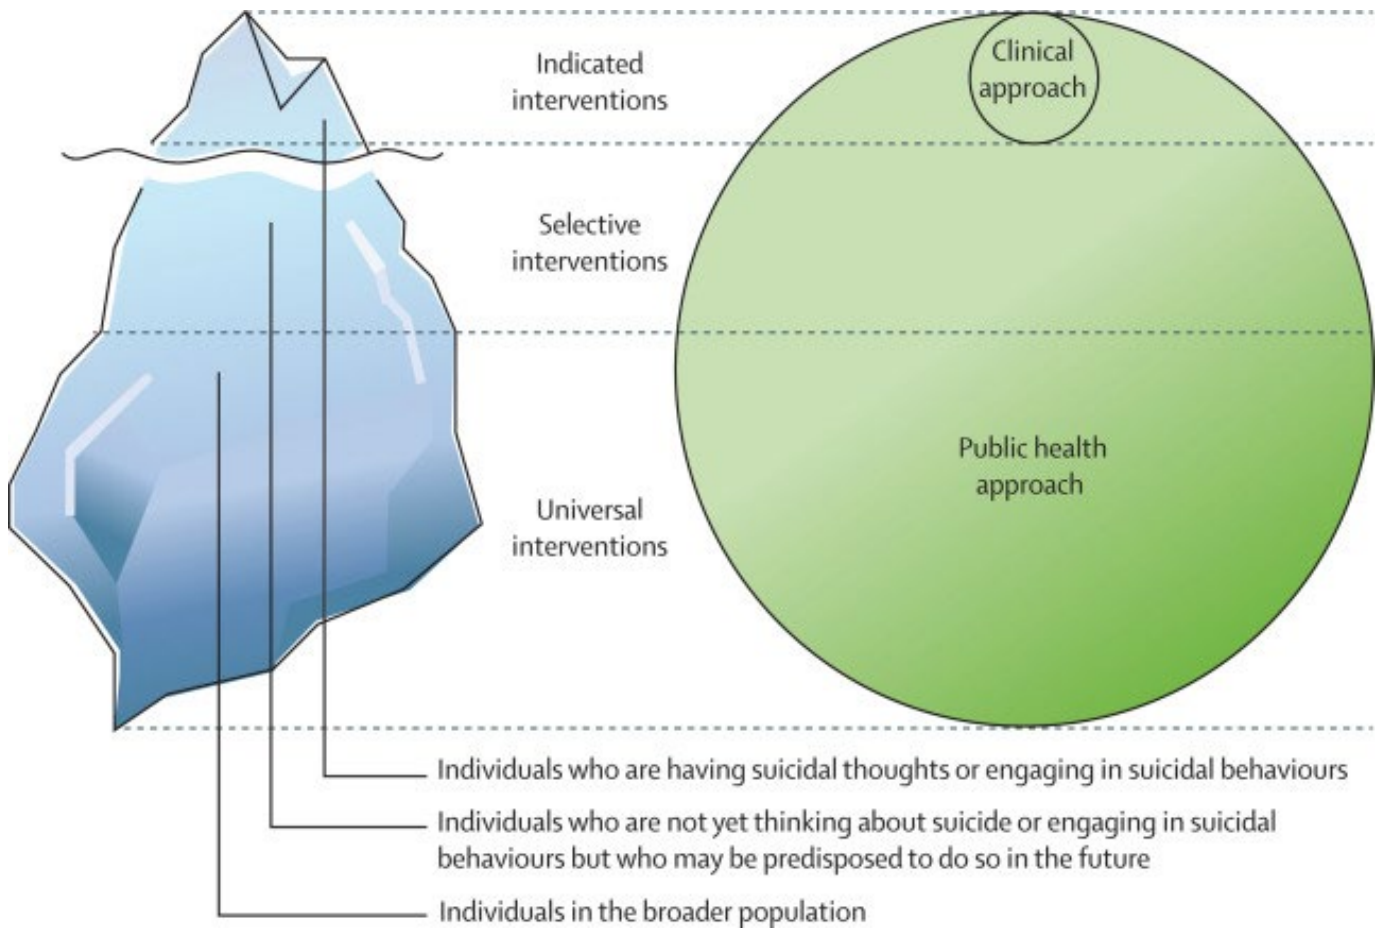 Indicated
interventions
Clinical
approach
Selective
interventions
Public health
approach
Universal
interventions
Individuals who are having suicidal thoughts or engaging in suicidal behaviours
Individuals who are not yet thinking about suicide or engaging in suicidal
behaviours but who may be predisposed to do so in the future
Individuals in the broader population